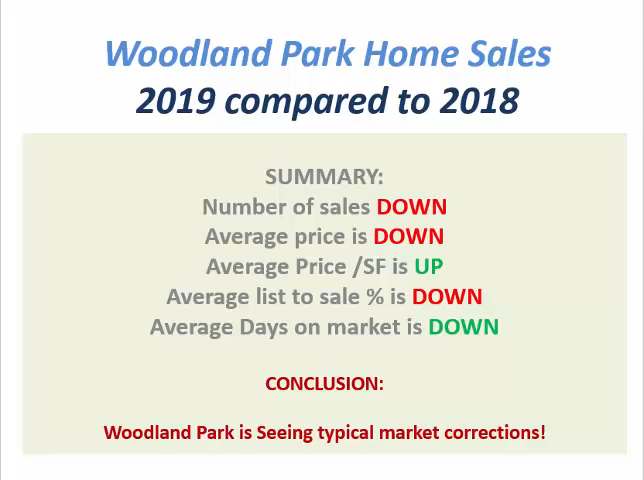 Woodland Park Home Sales
2019 compared to 2018
SUMMARY:
Number of sales DOWN
Average price is DOWN
Average Price /SF is UP
Average list to sale % is DOWN
Average Days on market is DOWN
CONCLUSION:
Woodland Park is Seeing typical market corrections!